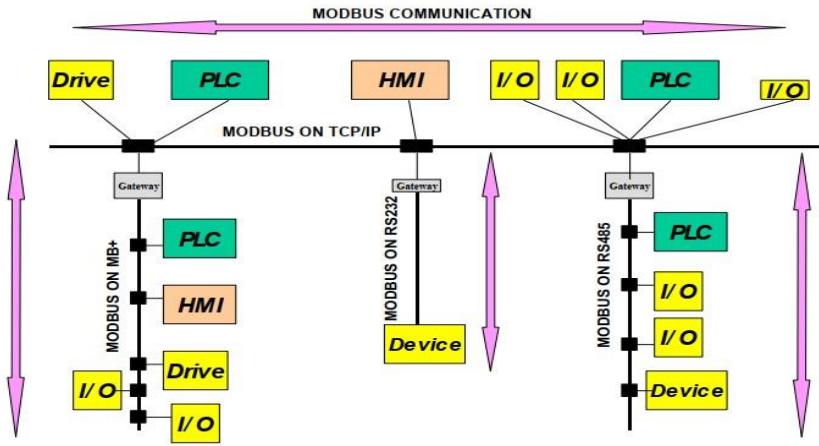 MODBUS COMMUNICATION
Drive
PLC
HMI
I/O
I/O
PLC
I/O
MODBUS ON TCP/IP
Gateway
Gateway
Gateway
MODBUS ON MB+
PLC
HMI
Drive
I/O
I/O
MODBUS ON RS232
Device
MODBUS ON RS485
PLC
I/O
I/O
Device